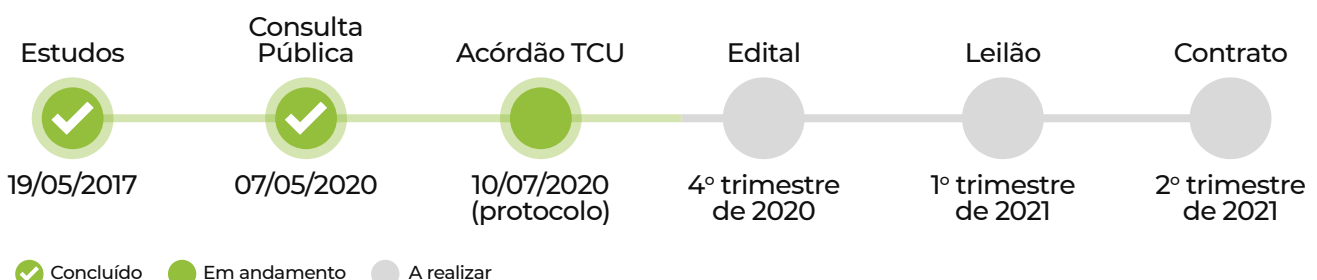 Estudos
Consulta
Pública
Acórdão TCU
Edital
Leilão
Contrato
19/05/2017
07/05/2020
10/07/2020
(protocolo)
4º trimestre
de 2020
1º trimestre
de 2021
2º trimestre
de 2021
Concluído
Em andamento
A realizar